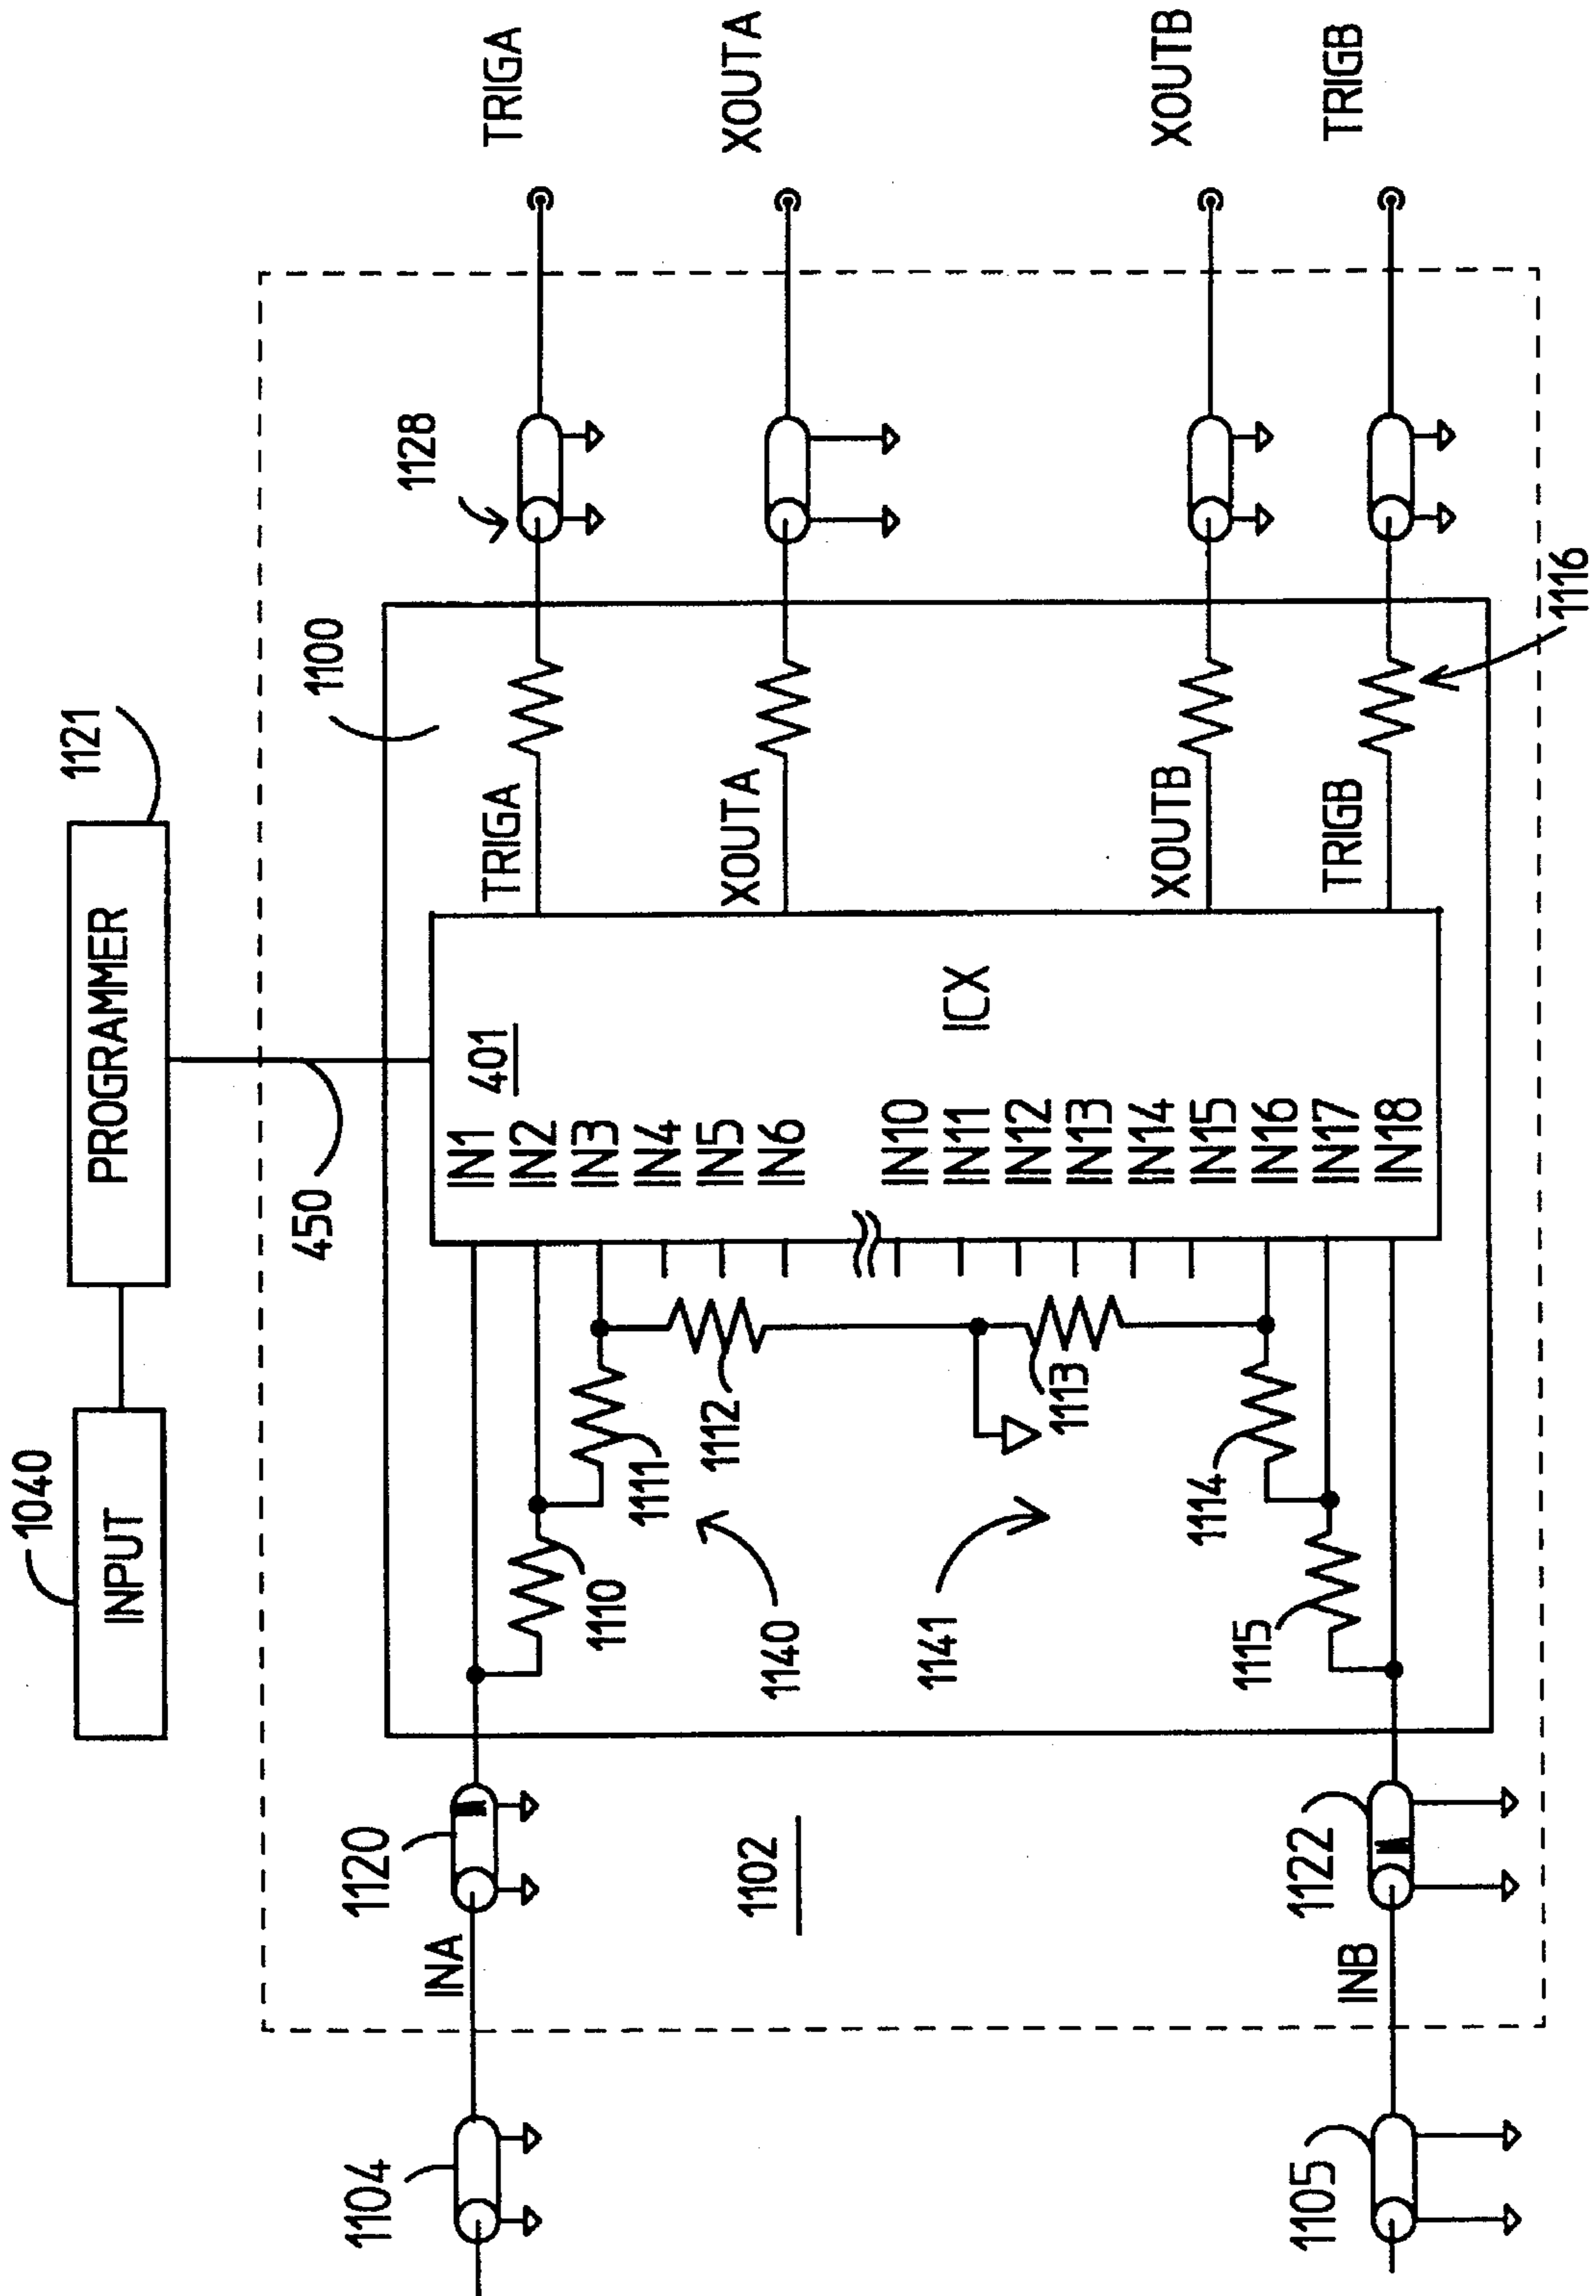 1040
INPUT
PROGRAMMER
1121
450
1100
1128
TRIGA
XOUTA
XOUTB
TRIGB
1104
INA
1120
1102
1105
INB
1122
1110
1111
1112
1140
1141
1113
1114
1115
401
ICX
IN1
IN2
IN3
IN4
IN5
IN6
IN10
IN11
IN12
IN13
IN14
IN15
IN16
IN17
IN18
TRIGA
XOUTA
XOUTB
TRIGB
1116